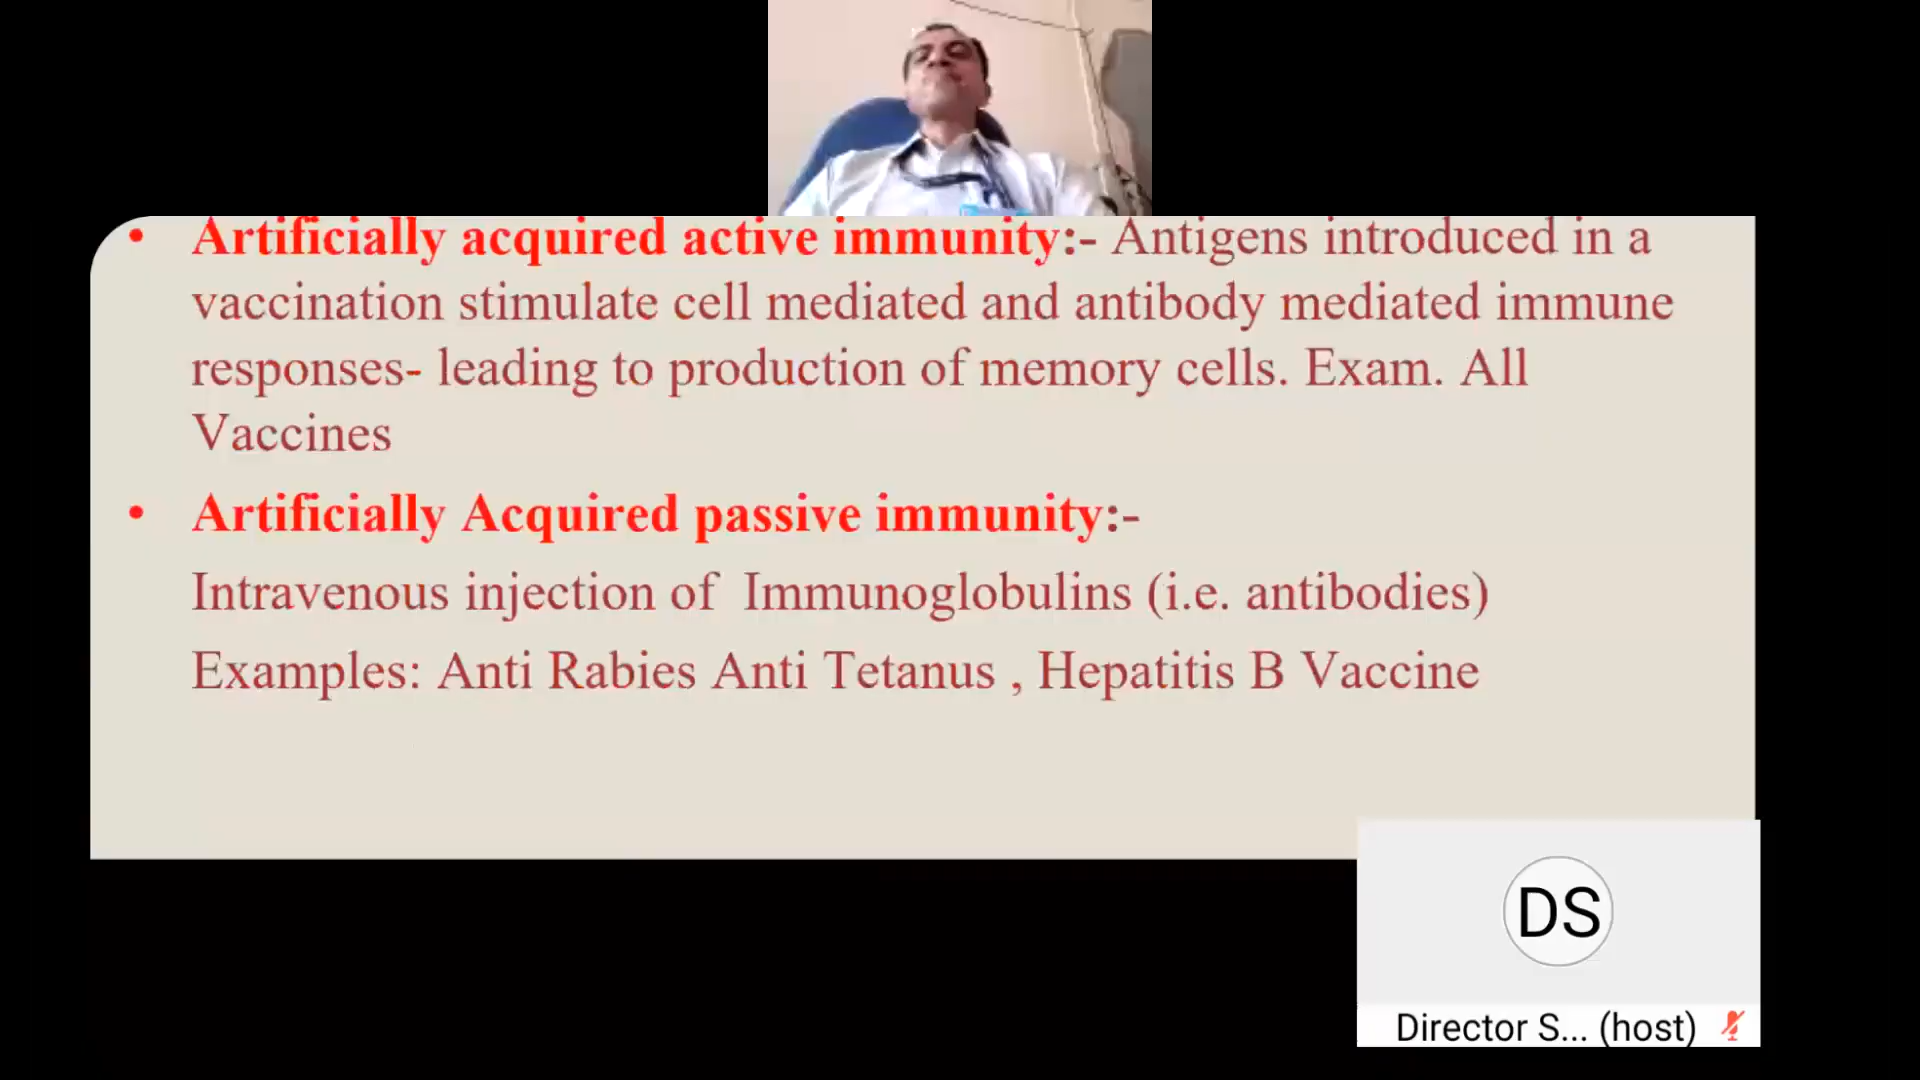 • Artificially acquired active immunity:- Antigens introduced in a
vaccination stimulate cell mediated and antibody mediated immune
responses- leading to production of memory cells. Exam. All
Vaccines
• Artificially Acquired passive immunity:-
Intravenous injection of Immunoglobulins (i.e. antibodies)
Examples: Anti Rabies Anti Tetanus , Hepatitis B Vaccine
DS
Director S... (host)